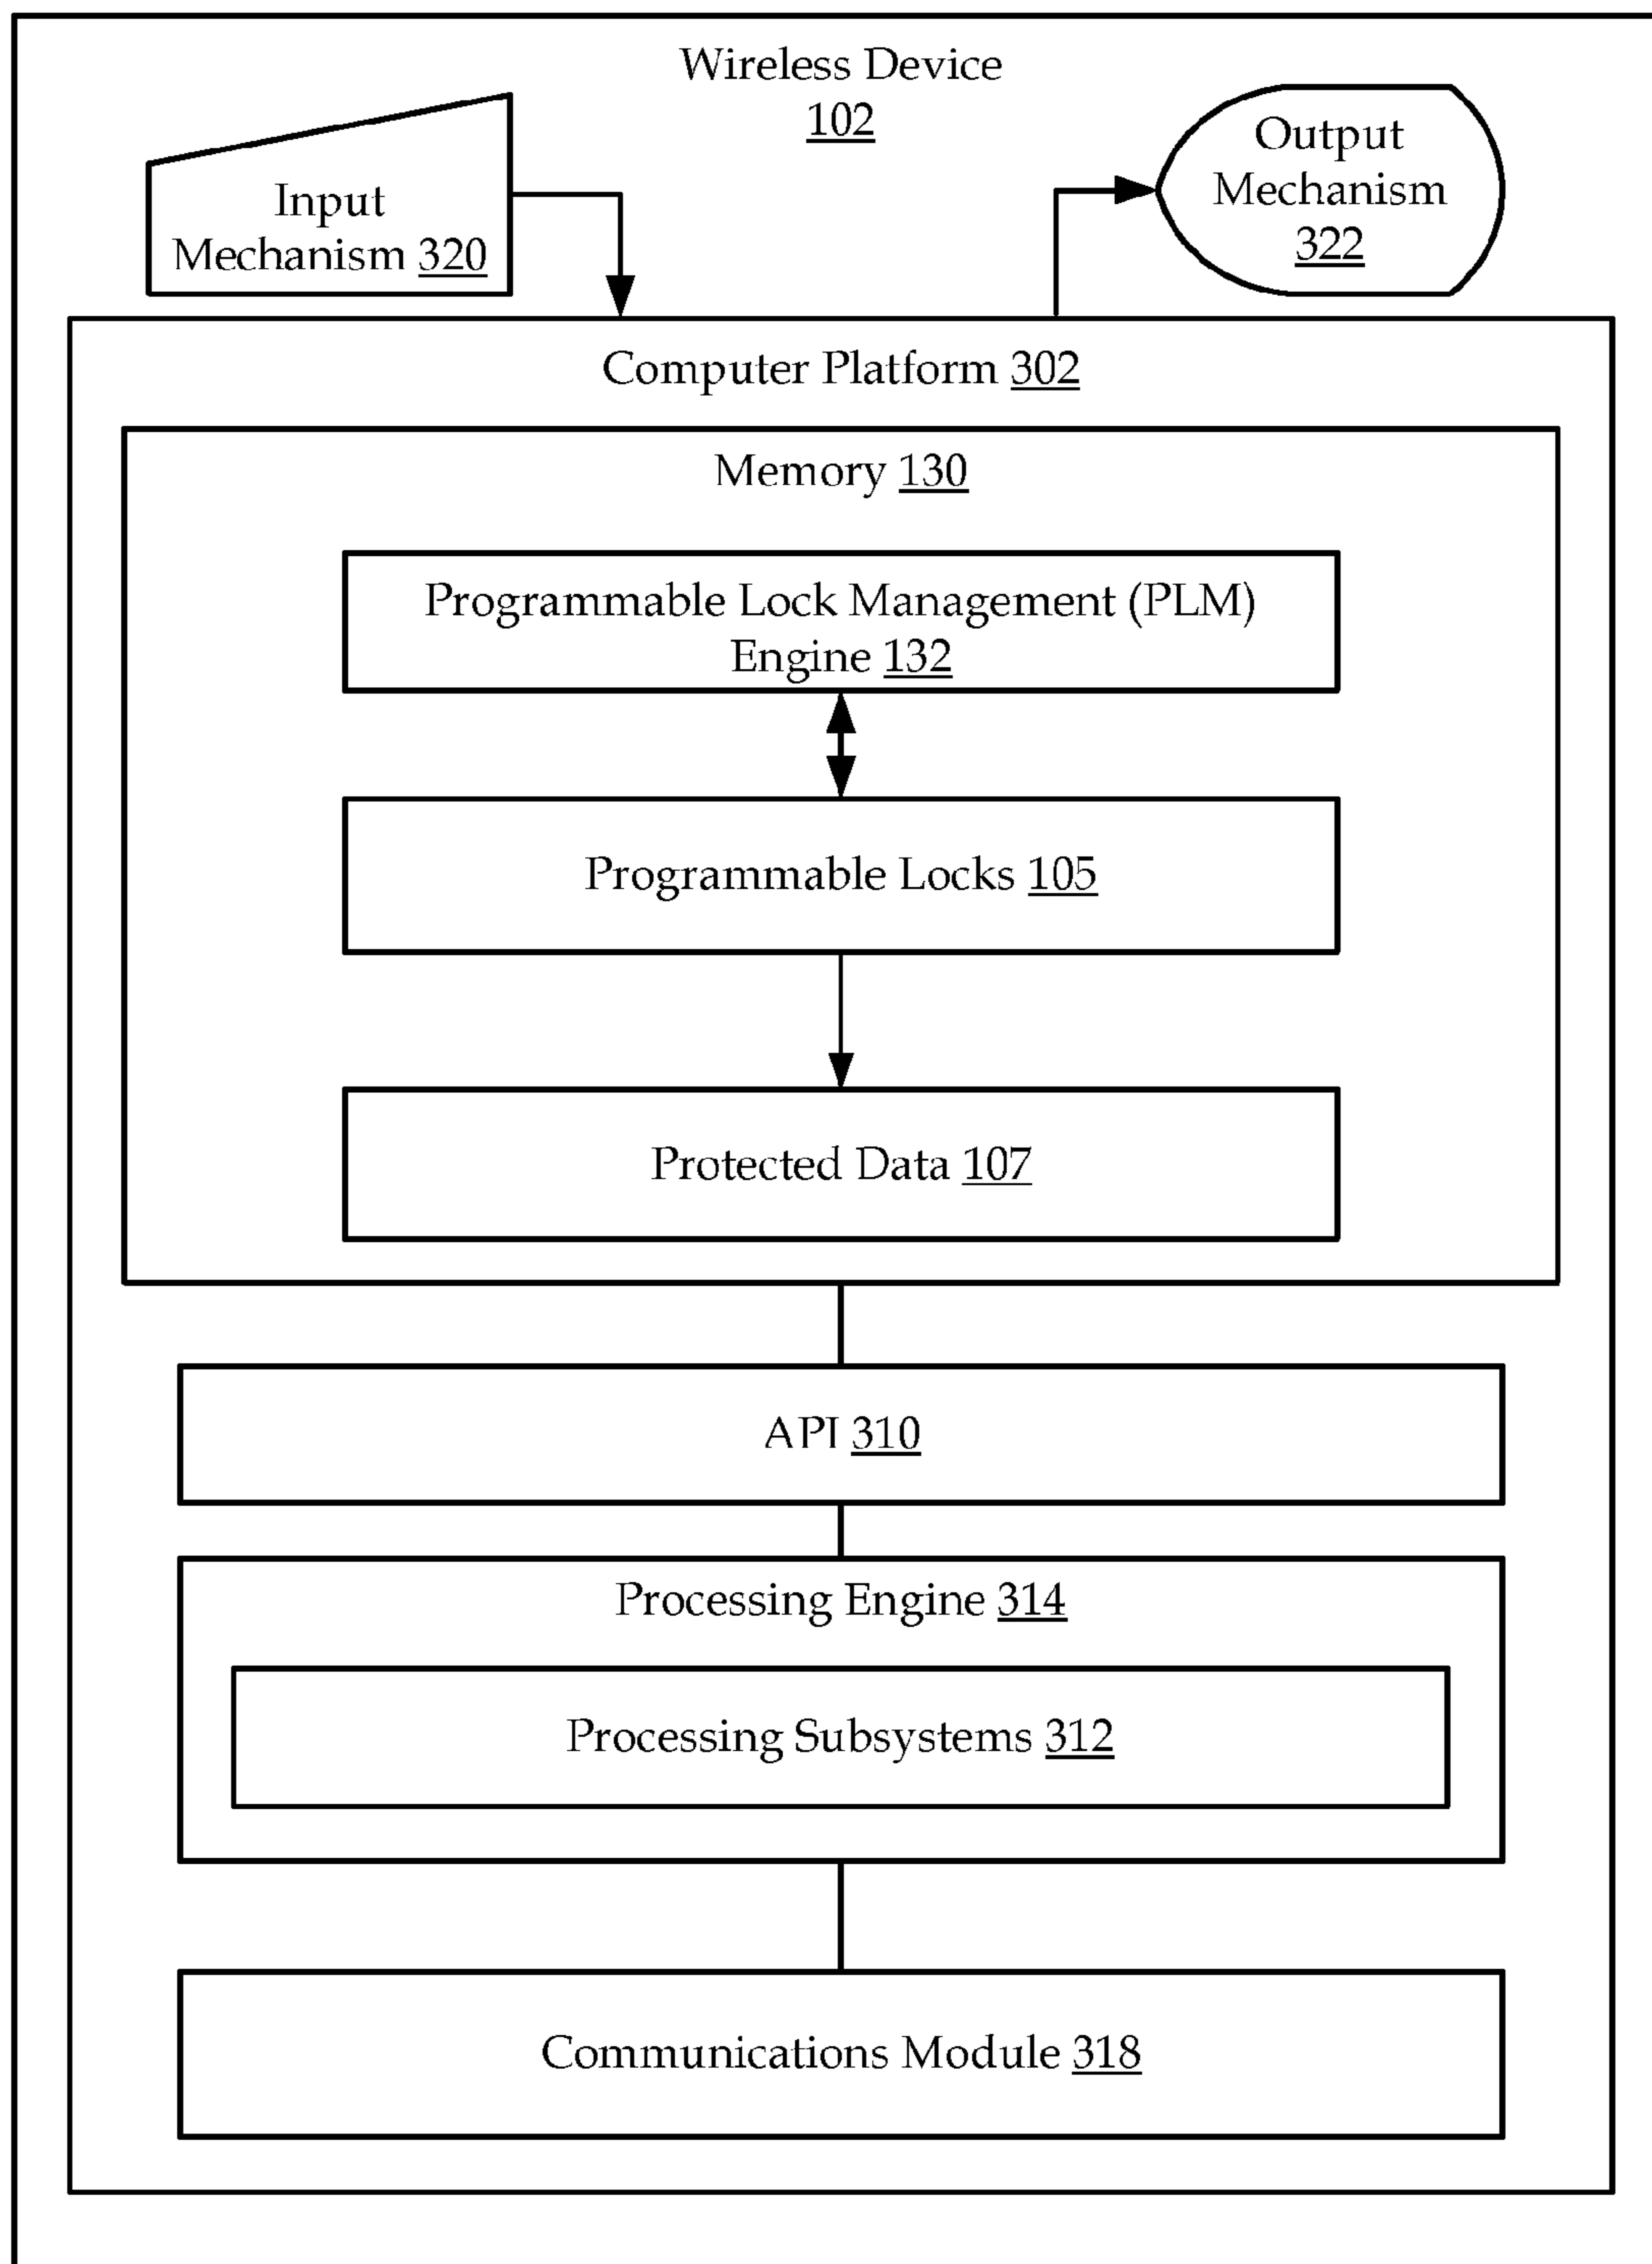 Wireless Device
102
Input
Mechanism 320
Output
Mechanism
322
Computer Platform 302
Memory 130
Programmable Lock Management (PLM)
Engine 132
Programmable Locks 105
Protected Data 107
API 310
Processing Engine 314
Processing Subsystems 312
Communications Module 318